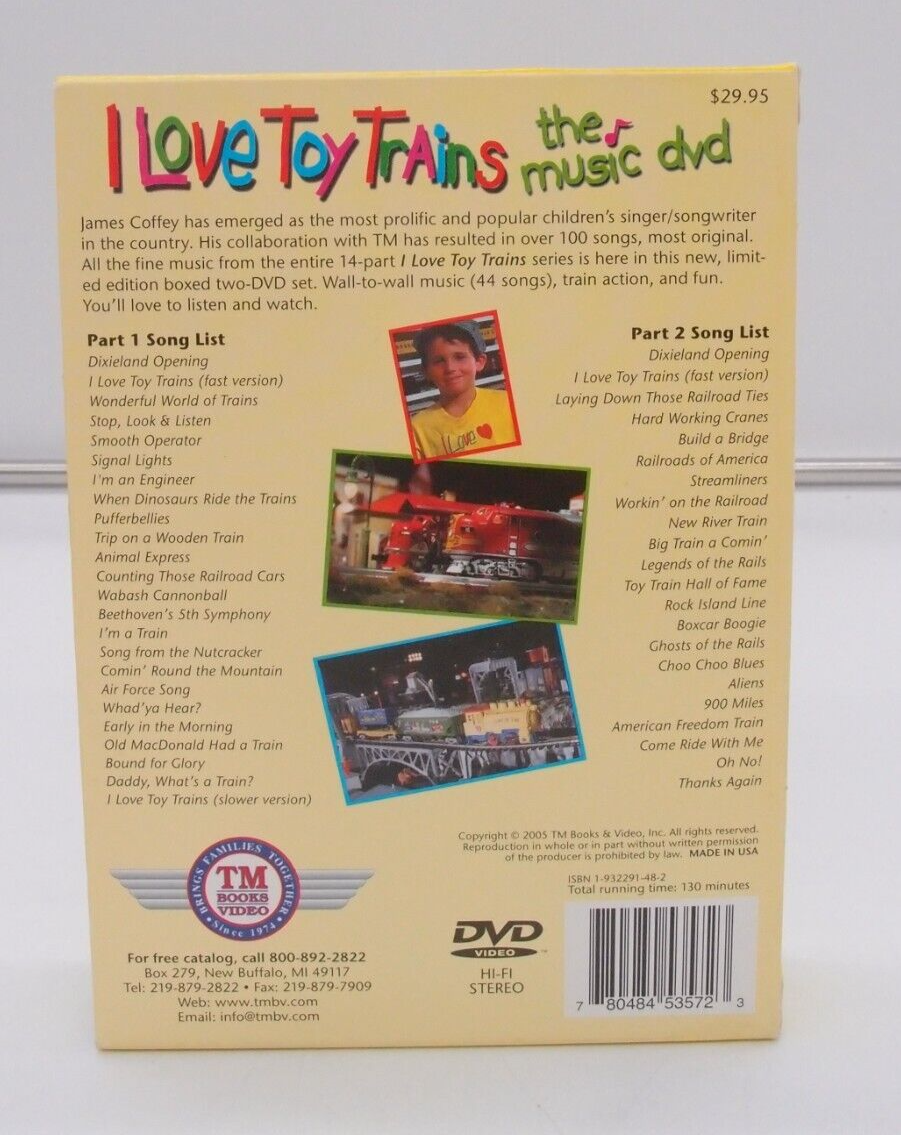 $29.95
I Love Toy Trains the music dvd
James Coffey has emerged as the most prolific and popular children's singer/songwriter
in the country. His collaboration with TM has resulted in over 100 songs, most original.
All the fine music from the entire 14-part I Love Toy Trains series is here in this new, limit-
ed edition boxed two-DVD set. Wall-to-wall music (44 songs), train action, and fun.
You'll love to listen and watch.
Part 1 Song List
Dixieland Opening
I Love Toy Trains (fast version)
Wonderful World of Trains
Stop, Look & Listen
Smooth Operator
Signal Lights
I'm an Engineer
When Dinosaurs Ride the Trains
Pufferbellies
Trip on a Wooden Train
Animal Express
Counting Those Railroad Cars
Wabash Cannonball
Beethoven's 5th Symphony
I'm a Train
Song from the Nutcracker
Comin' Round the Mountain
Air Force Song
Whad'ya Hear?
Early in the Morning
Old MacDonald Had a Train
Bound for Glory
Daddy, What's a Train?
I Love Toy Trains (slower version)
I Love
Part 2 Song List
Dixieland Opening
I Love Toy Trains (fast version)
Laying Down Those Railroad Ties
Hard Working Cranes
Build a Bridge
Railroads of America
Streamliners
Workin' on the Railroad
New River Train
Big Train a Comin'
Legends of the Rails
Toy Train Hall of Fame
Rock Island Line
Boxcar Boogie
Ghosts of the Rails
Choo Choo Blues
Aliens
900 Miles
American Freedom Train
Come Ride With Me
Oh No!
Thanks Again
BRINGS FAMILIES TOGETHER
TM
BOOKS
VIDEO
• Since 1974 •
For free catalog, call 800-892-2822
Box 279, New Buffalo, MI 49117
Tel: 219-879-2822 • Fax: 219-879-7909
Web: www.tmbv.com
Email: info@tmbv.com
Copyright © 2005 TM Books & Video, Inc. All rights reserved.
Reproduction in whole or in part without written permission
of the producer is prohibited by law. MADE IN USA
ISBN 1-932291-48-2
Total running time: 130 minutes
DVD
VIDEO
™
HI-FI
STEREO
7 80484 53572 3